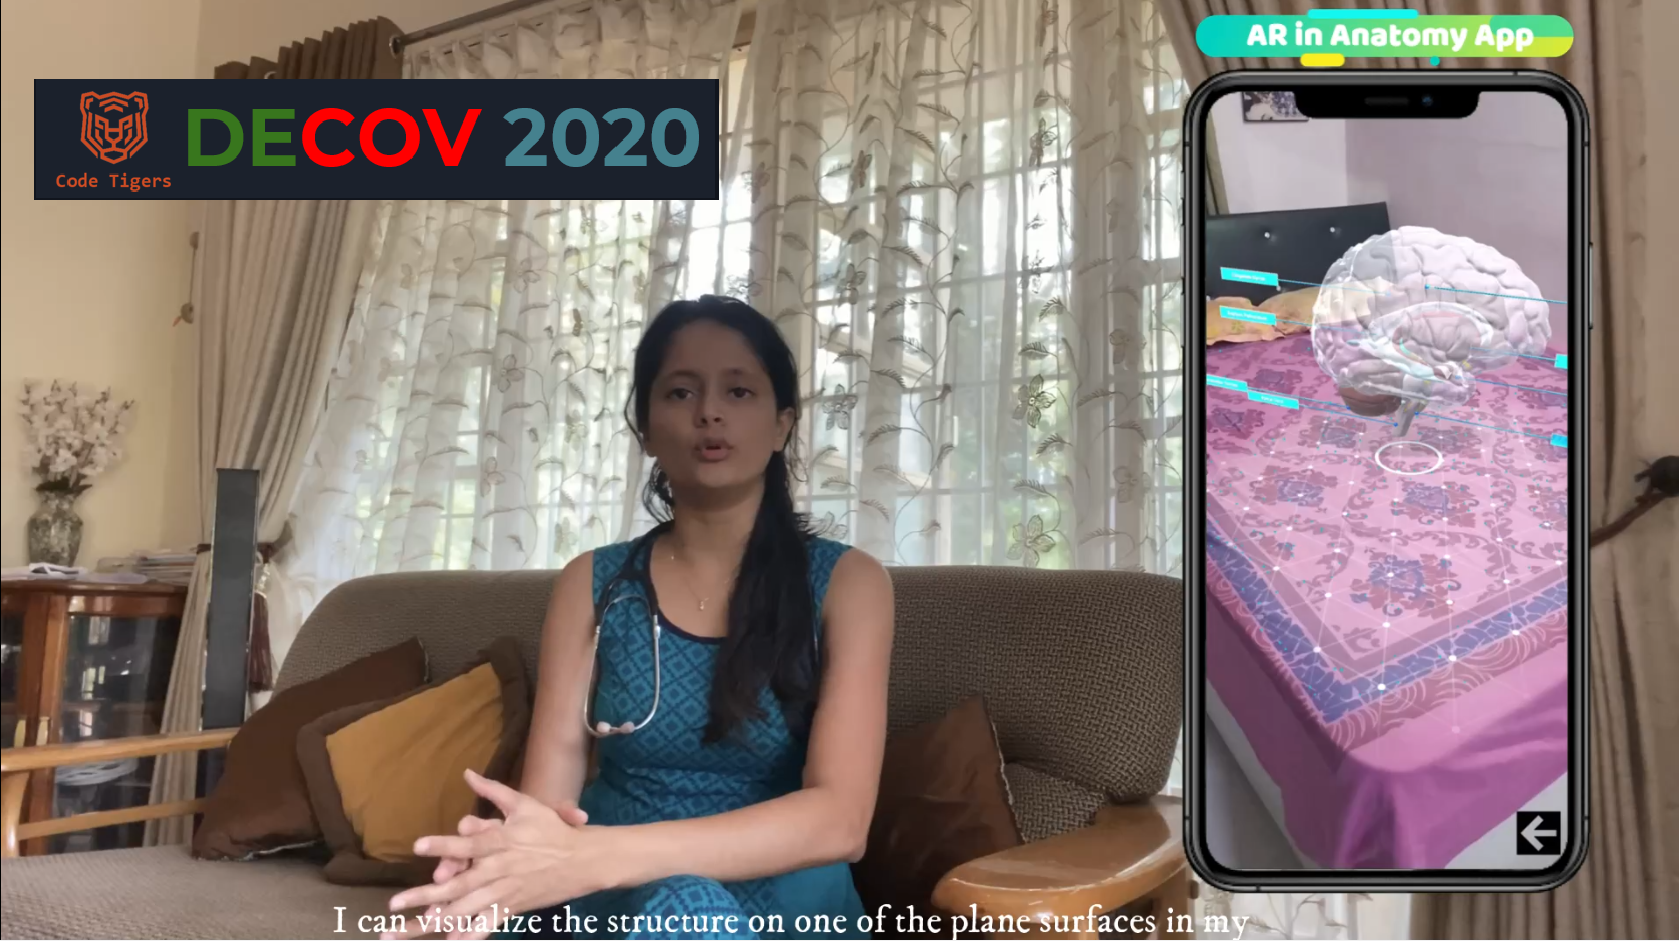 AR in Anatomy App
DECOV 2020
Code Tigers
I can visualize the structure on one of the plane surfaces in my